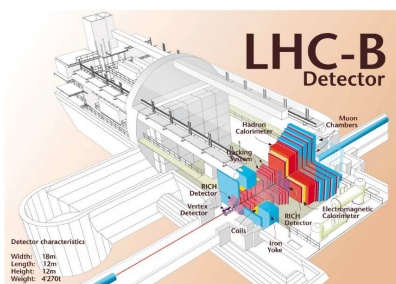 LHC-B
Detector
Muon
Chambers
Hadron
Calorimeter
Tracking
System
RICH
Detector
Vertex
Detector
Coils
RICH
Detector
Electromagnetic
Calorimeter
Iron
Yoke
Detector characteristics
Width: 18m
Length: 12m
Height: 12m
Weight: 4'270t